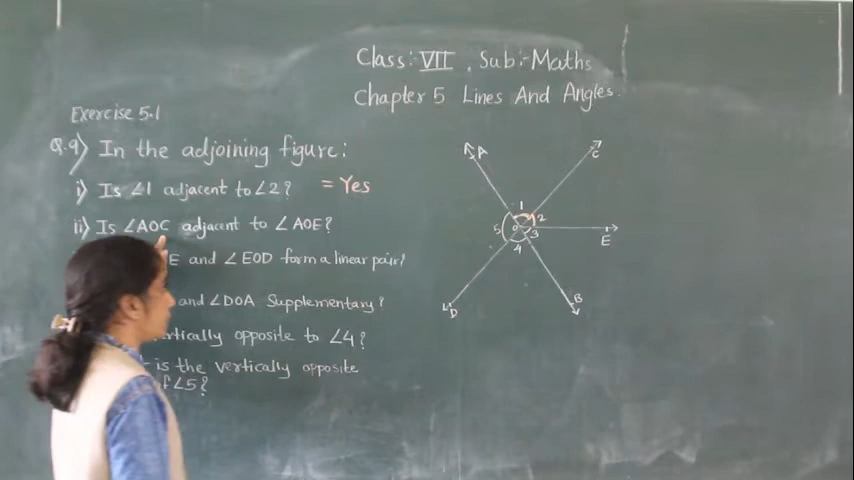 Class:- VII , Sub:- Maths
Chapter 5 Lines And Angles.
Exercise 5.1
Q.9) In the adjoining figure:
i) Is ∠1 adjacent to ∠2? = Yes
ii) Is ∠AOC adjacent to ∠AOE?
E and ∠EOD form a linear pair?
and ∠DOA Supplementary?
rtically opposite to ∠4?
is the vertically opposite
f ∠5?
A
C
1
2
5
O
3
4
E
D
B